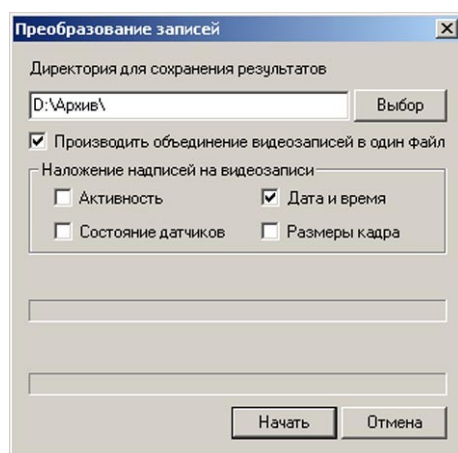 Преобразование записей
Директория для сохранения результатов
D:\Архив\
Выбор
Производить объединение видеозаписей в один файл
Наложение надписей на видеозаписи
Активность
Дата и время
Состояние датчиков
Размеры кадра
Начать
Отмена